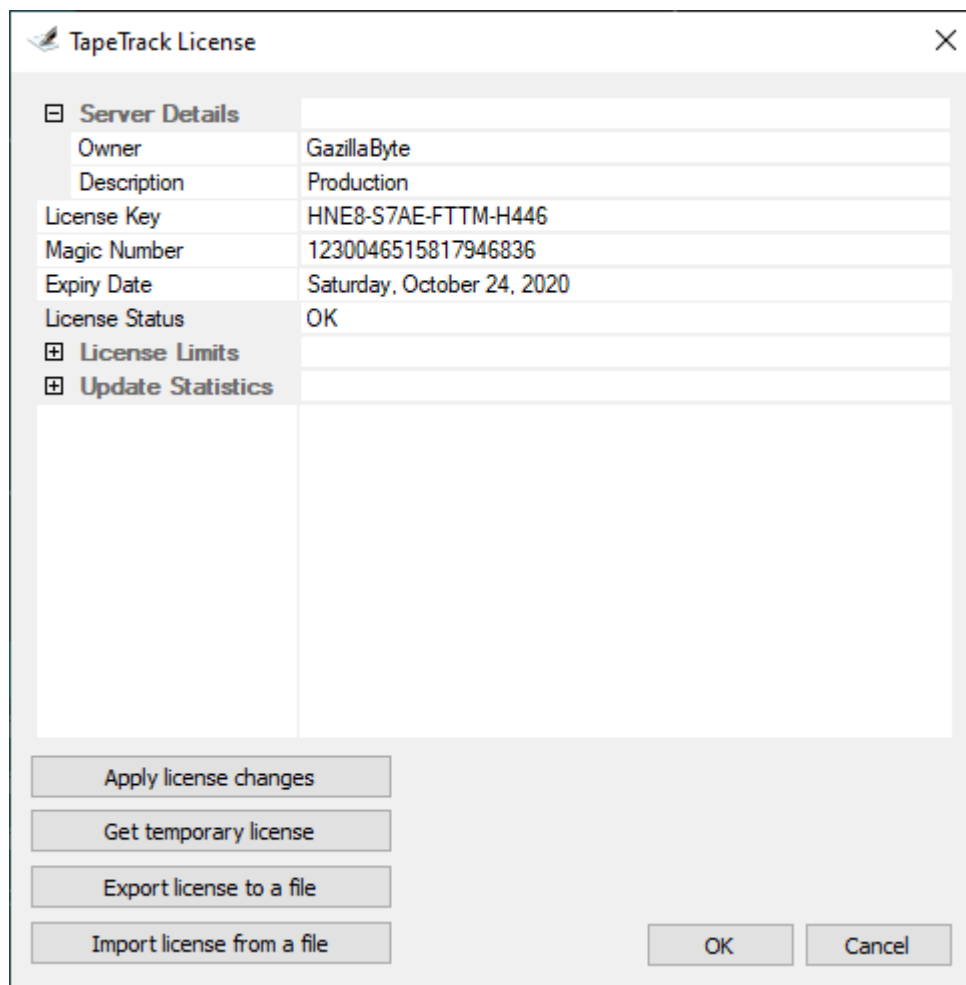 TapeTrack License
Server Details
Owner GazillaByte
Description Production
License Key HNE8-S7AE-FTTM-H446
Magic Number 1230046515817946836
Expiry Date Saturday, October 24, 2020
License Status OK
License Limits
Update Statistics
Apply license changes
Get temporary license
Export license to a file
Import license from a file
OK Cancel